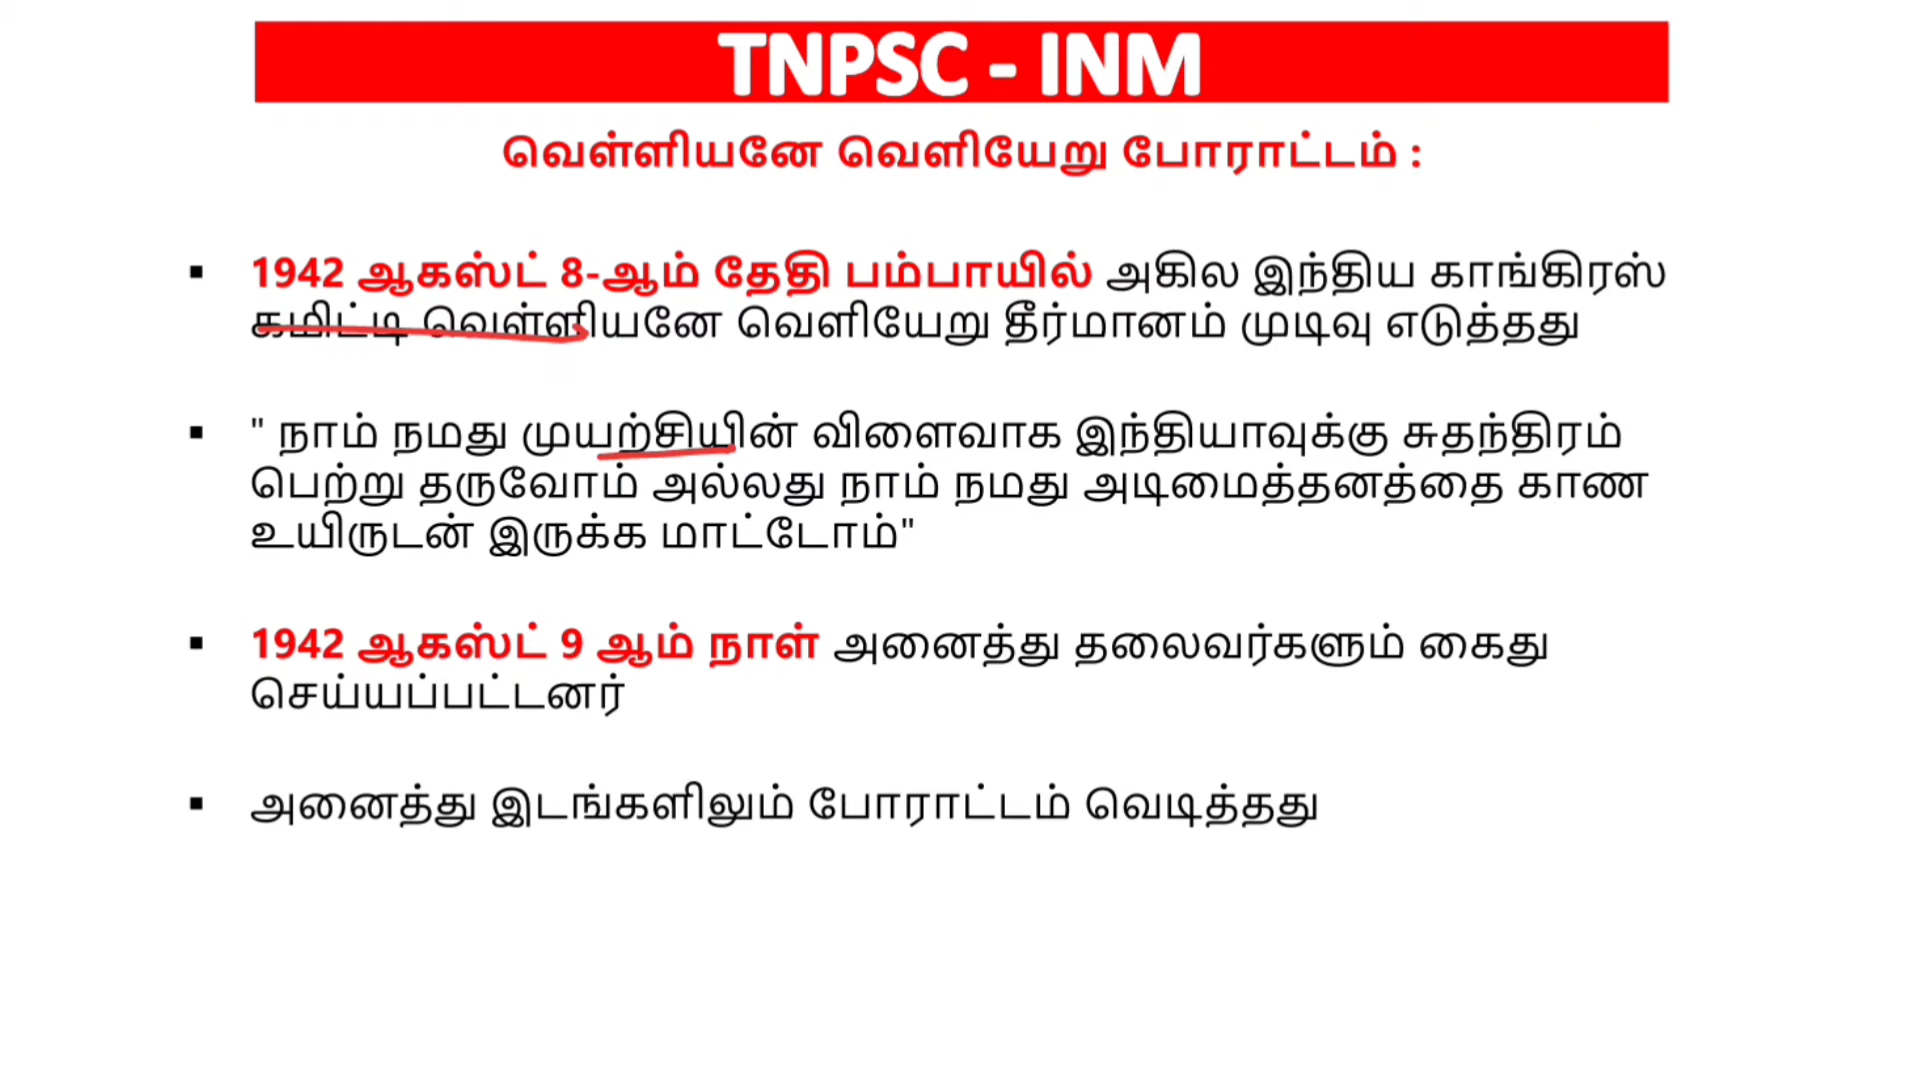 TNPSC - INM
வெள்ளியனே வெளியேறு போராட்டம் :
▪ 1942 ஆகஸ்ட் 8-ஆம் தேதி பம்பாயில் அகில இந்திய காங்கிரஸ்
கமிட்டி வெள்ளியனே வெளியேறு தீர்மானம் முடிவு எடுத்தது
▪ " நாம் நமது முயற்சியின் விளைவாக இந்தியாவுக்கு சுதந்திரம்
பெற்று தருவோம் அல்லது நாம் நமது அடிமைத்தனத்தை காண
உயிருடன் இருக்க மாட்டோம்"
▪ 1942 ஆகஸ்ட் 9 ஆம் நாள் அனைத்து தலைவர்களும் கைது
செய்யப்பட்டனர்
▪ அனைத்து இடங்களிலும் போராட்டம் வெடித்தது